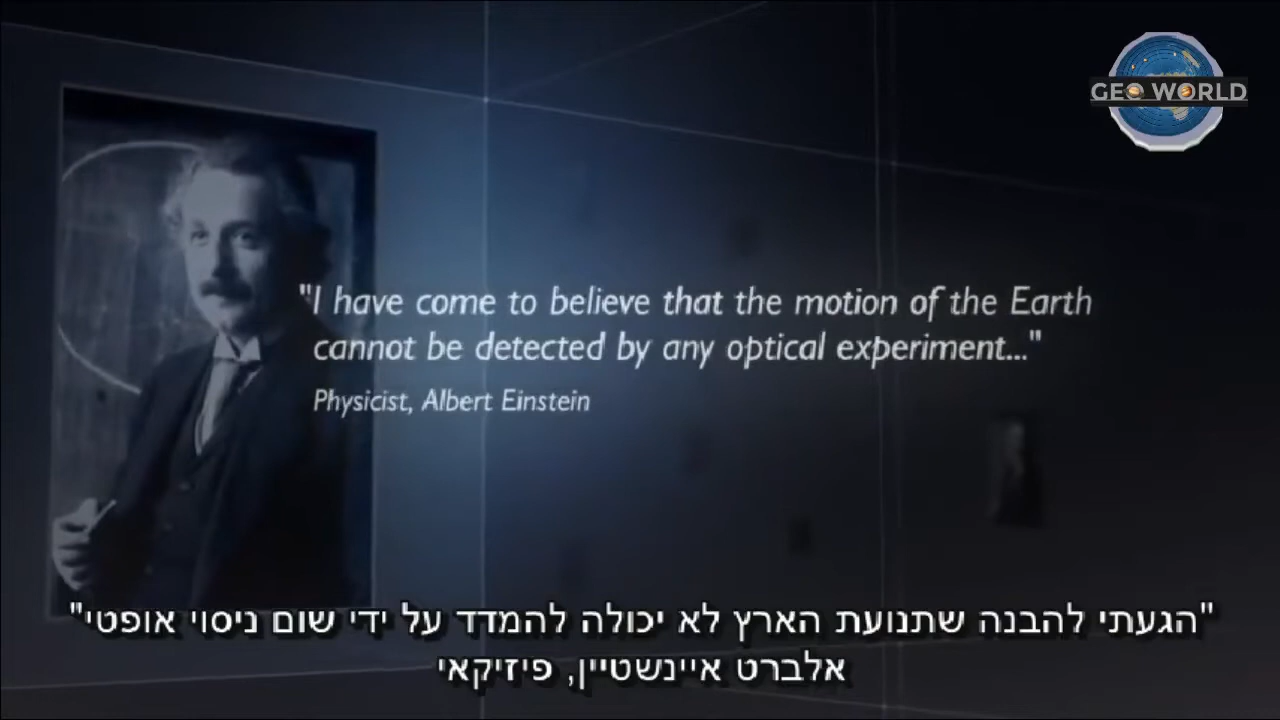 GEO WORLD
"I have come to believe that the motion of the Earth
cannot be detected by any optical experiment..."
Physicist, Albert Einstein
"הגעתי להבנה שתנועת הארץ לא יכולה להמדד על ידי שום ניסוי אופטי"
אלברט איינשטיין, פיזיקאי